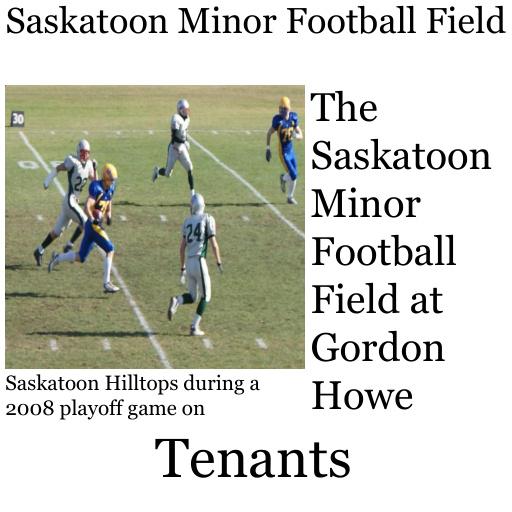 Saskatoon Minor Football Field
30
The
Saskatoon
Minor
Football
Field at
Gordon
Howe
24
Saskatoon Hilltops during a
2008 playoff game on
Tenants